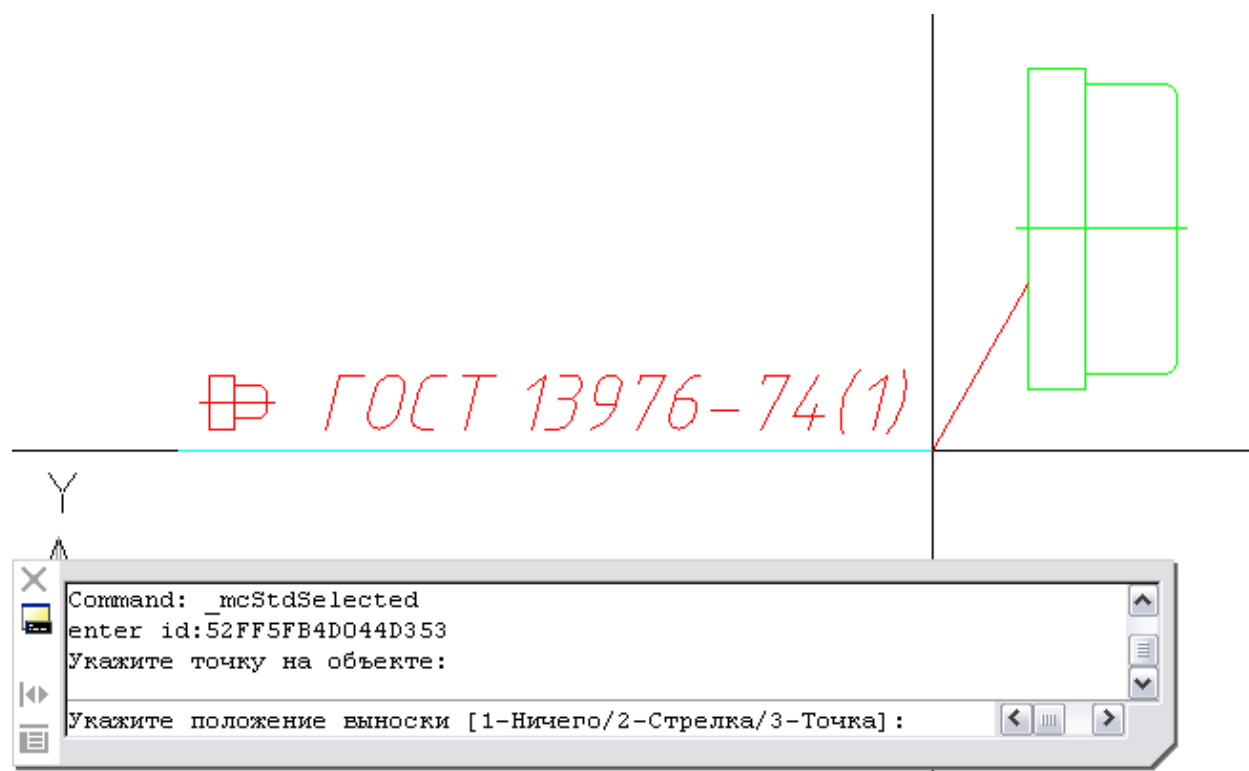 ГОСТ 13976-74(1)
Y
Command: _mcStdSelected
enter id:52FF5FB4D044D353
Укажите точку на объекте:
Укажите положение выноски [1-Ничего/2-Стрелка/3-Точка]: